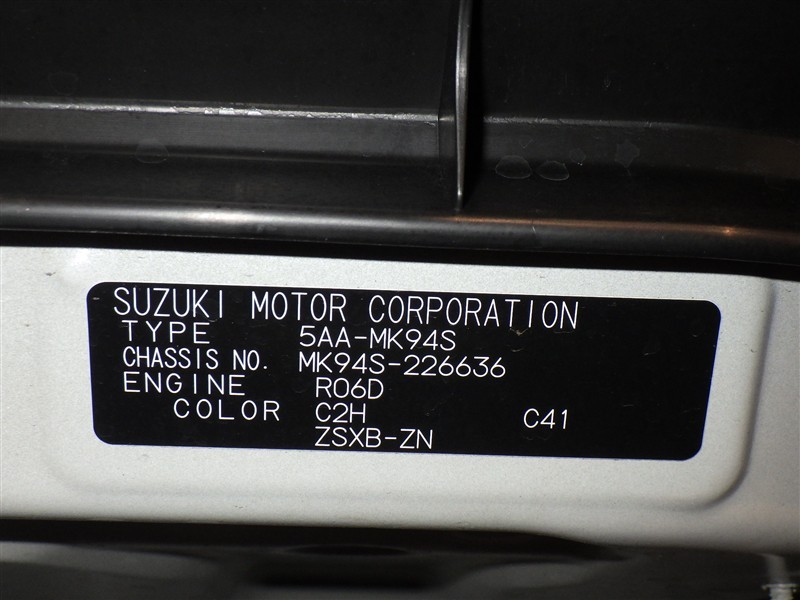 SUZUKI MOTOR CORPORATION
TYPE 5AA-MK94S
CHASSIS NO. MK94S-226636
ENGINE R06D
COLOR C2H C41
ZSXB-ZN